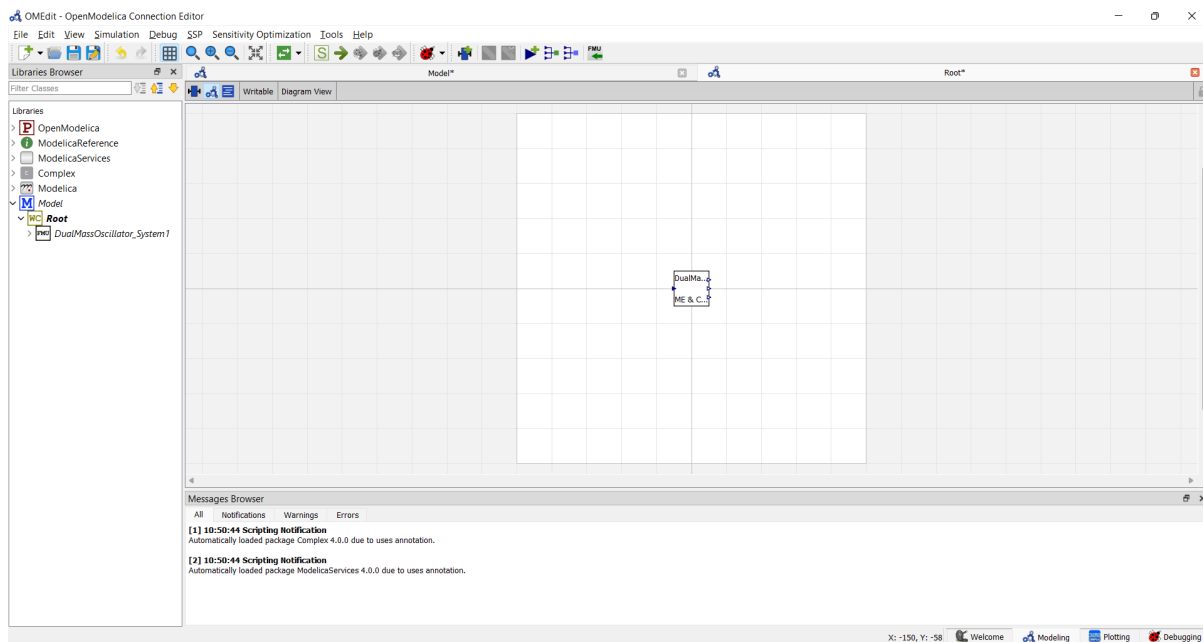 OMEdit - OpenModelica Connection Editor
File Edit View Simulation Debug SSP Sensitivity Optimization Tools Help
S
FMU
Libraries Browser
Model*
Root*
Filter Classes
Writable Diagram View
Libraries
P OpenModelica
i ModelicaReference
ModelicaServices
C Complex
Modelica
M Model
WC Root
FMU DualMassOscillator_System1
DualMa...
ME & C...
Messages Browser
All Notifications Warnings Errors
[1] 10:50:44 Scripting Notification
Automatically loaded package Complex 4.0.0 due to uses annotation.
[2] 10:50:44 Scripting Notification
Automatically loaded package ModelicaServices 4.0.0 due to uses annotation.
X: -150, Y: -58 Welcome Modeling Plotting Debugging